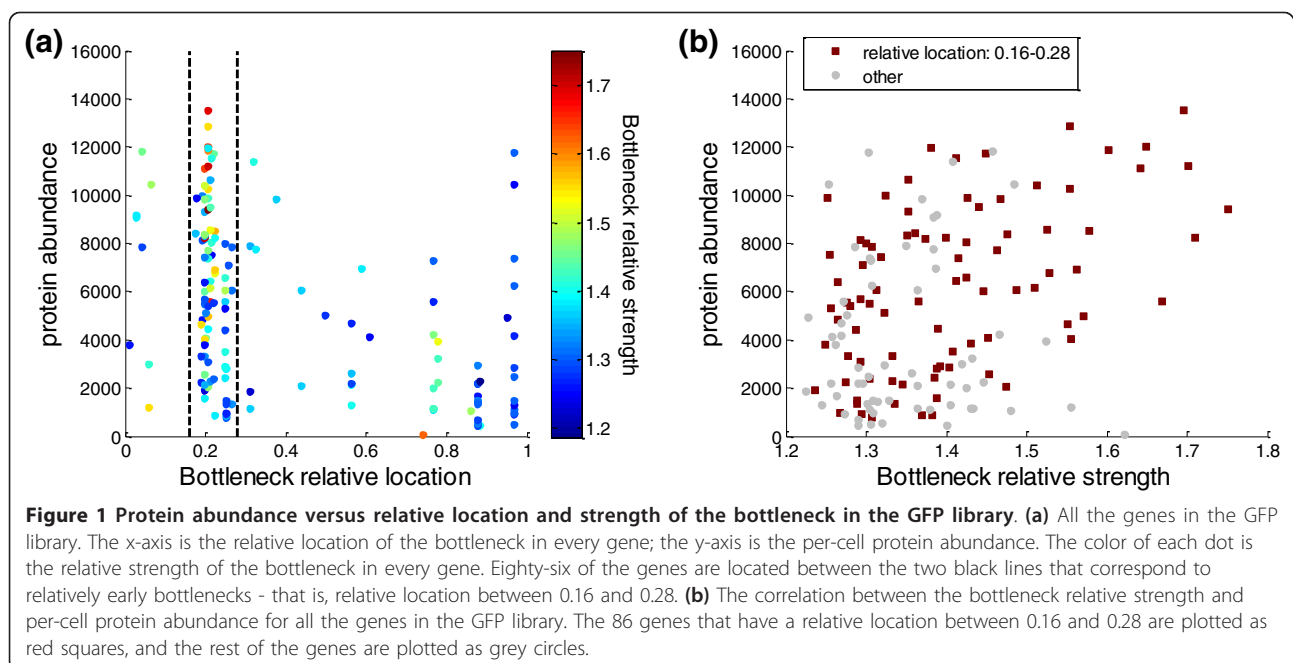 (a)
16000
14000
12000
10000
8000
6000
4000
2000
0
protein abundance
0
0.2
0.4
0.6
0.8
1
Bottleneck relative location
1.7
1.6
1.5
1.4
1.3
1.2
Bottleneck relative strength
(b)
relative location: 0.16-0.28
other
16000
14000
12000
10000
8000
6000
4000
2000
0
protein abundance
1.2
1.3
1.4
1.5
1.6
1.7
1.8
Bottleneck relative strength
Figure 1 Protein abundance versus relative location and strength of the bottleneck in the GFP library. (a) All the genes in the GFP
library. The x-axis is the relative location of the bottleneck in every gene; the y-axis is the per-cell protein abundance. The color of each dot is
the relative strength of the bottleneck in every gene. Eighty-six of the genes are located between the two black lines that correspond to
relatively early bottlenecks - that is, relative location between 0.16 and 0.28. (b) The correlation between the bottleneck relative strength and
per-cell protein abundance for all the genes in the GFP library. The 86 genes that have a relative location between 0.16 and 0.28 are plotted as
red squares, and the rest of the genes are plotted as grey circles.